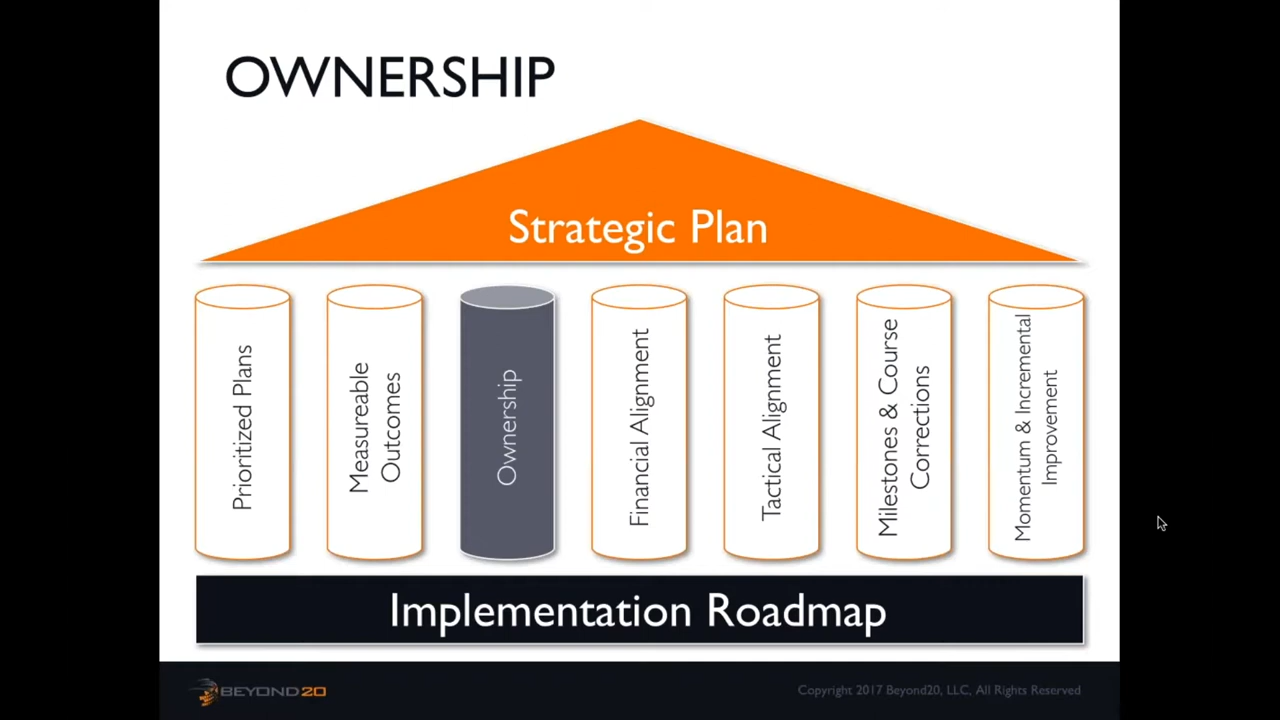 OWNERSHIP
Strategic Plan
Prioritized Plans
Measureable
Outcomes
Ownership
Financial Alignment
Tactical Alignment
Milestones & Course
Corrections
Momentum & Incremental
Improvement
Implementation Roadmap
BEYOND20
Copyright 2017 Beyond20, LLC, All Rights Reserved